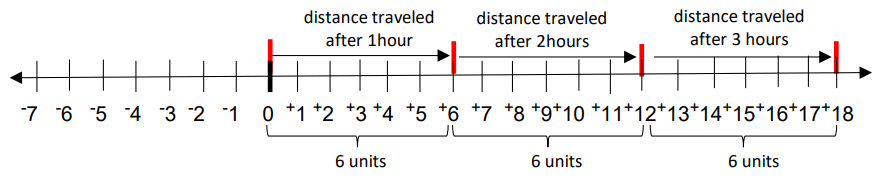 distance traveled
after 1hour
distance traveled
after 2hours
distance traveled
after 3 hours
⁻7 ⁻6 ⁻5 ⁻4 ⁻3 ⁻2 ⁻1 0 ⁺1 ⁺2 ⁺3 ⁺4 ⁺5 ⁺6 ⁺7 ⁺8 ⁺9 ⁺10 ⁺11 ⁺12 ⁺13 ⁺14 ⁺15 ⁺16 ⁺17 ⁺18
6 units
6 units
6 units